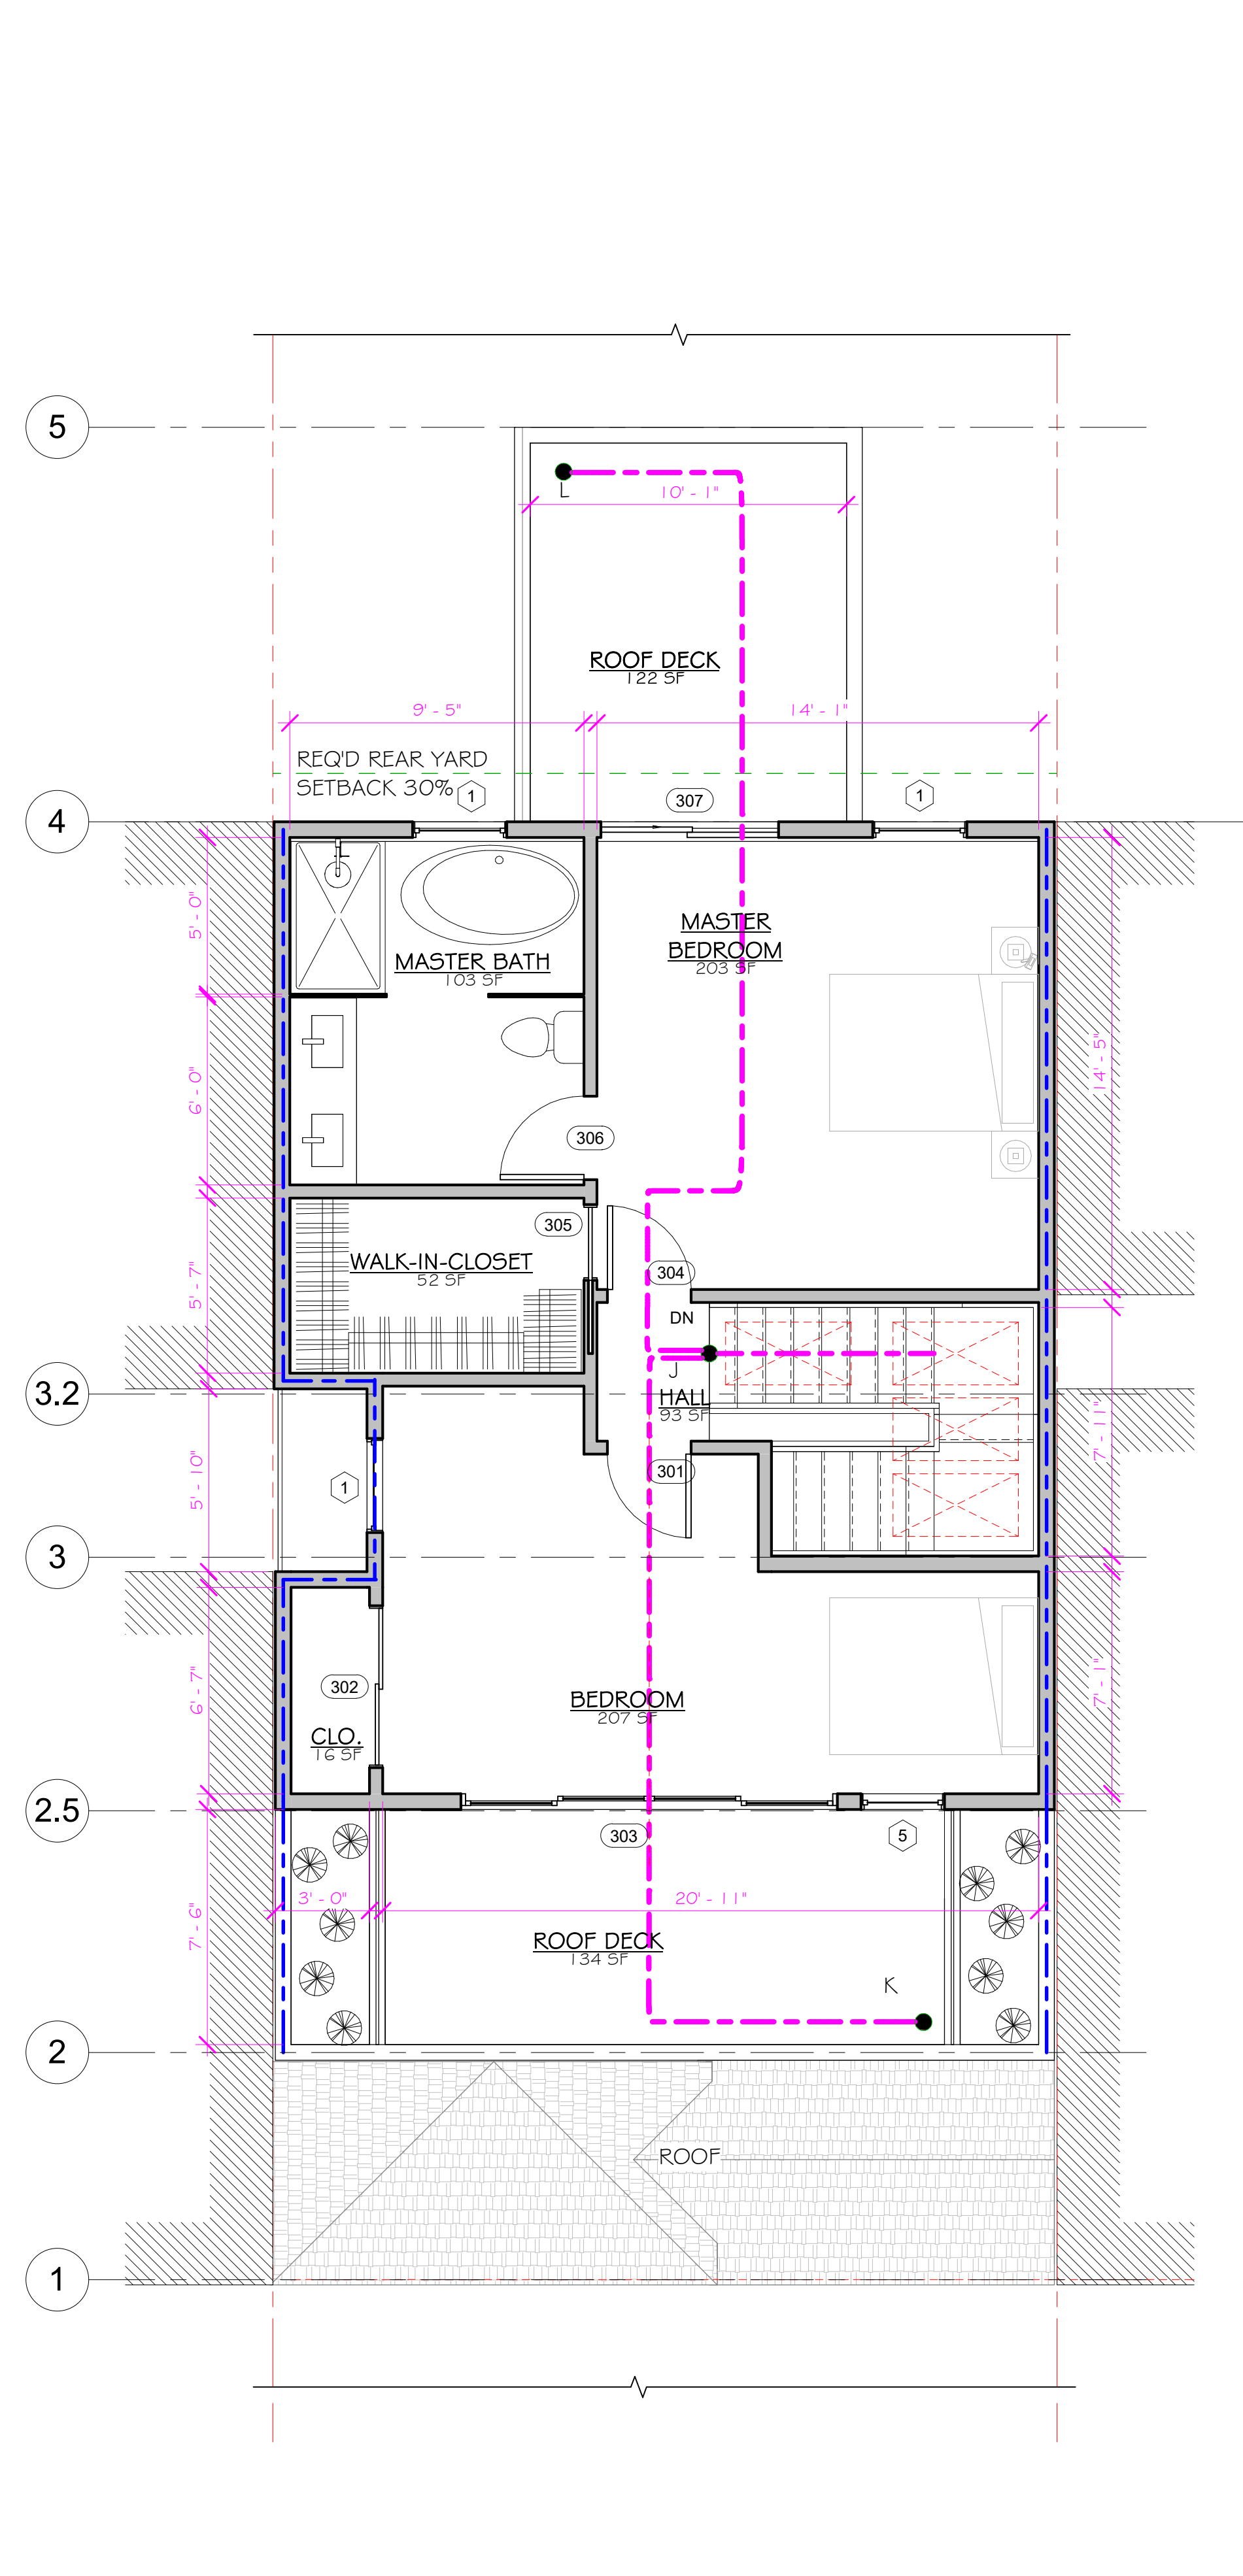 5
L
10' - 1"
ROOF DECK
122 SF
9' - 5"
14' - 1"
REQ'D REAR YARD
SETBACK 30%
1
307
1
4
5' - 0"
MASTER
BEDROOM
203 SF
MASTER BATH
103 SF
14' - 5"
6' - 0"
306
305
WALK-IN-CLOSET
52 SF
304
5' - 7"
DN
J
HALL
93 SF
3.2
7' - 11"
301
5' - 10"
1
3
302
6' - 7"
7' - 1"
BEDROOM
207 SF
CLO.
16 SF
2.5
303
5
3' - 0"
20' - 11"
7' - 6"
ROOF DECK
134 SF
K
2
ROOF
1